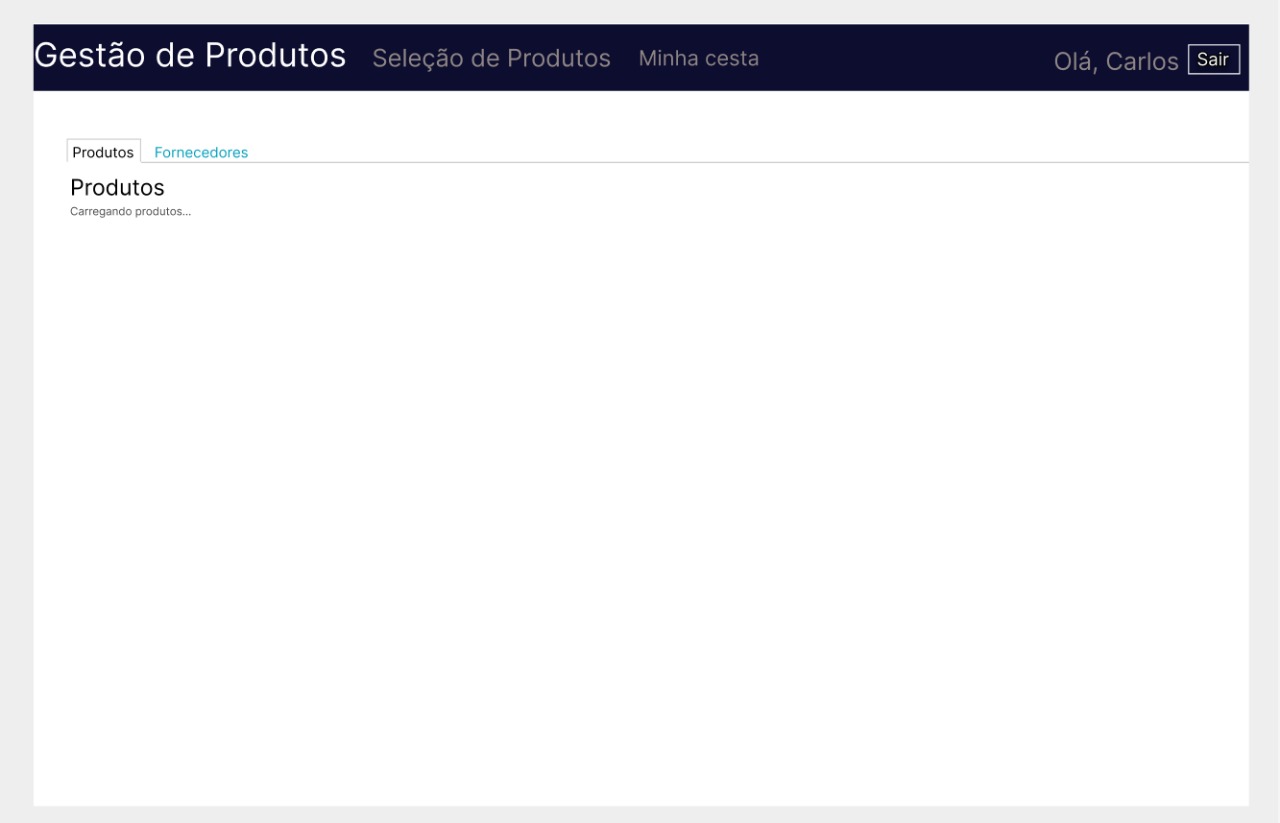 Gestão de Produtos Seleção de Produtos Minha cesta Olá, Carlos Sair
Produtos Fornecedores
Produtos
Carregando produtos...